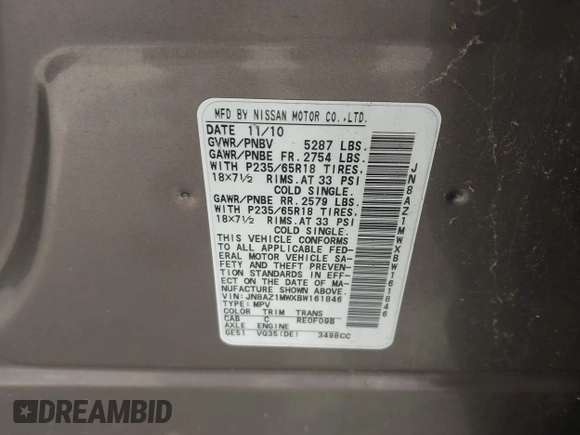 MFD BY NISSAN MOTOR CO.,LTD.
DATE 11/10
GVWR/PNBV 5287 LBS.
GAWR/PNBE FR. 2754 LBS.
WITH P235/65R18 TIRES,
18×7½ RIMS, AT 33 PSI
COLD SINGLE.
GAWR/PNBE RR. 2579 LBS.
WITH P235/65R18 TIRES,
18×7½ RIMS, AT 33 PSI
COLD SINGLE.
THIS VEHICLE CONFORMS
TO ALL APPLICABLE FED-
ERAL MOTOR VEHICLE SA-
FETY AND THEFT PREVEN-
TION STANDARDS IN EFF-
ECT ON THE DATE OF MA-
NUFACTURE SHOWN ABOVE.
VIN: JN8AZ1MWXBW161846
TYPE: MPV
COLOR TRIM TRANS
CAB C RE0F09B
AXLE ENGINE
GE51 VQ35(DE) 3498CC
JN8AZ1MWXBW161846
DREAMBID